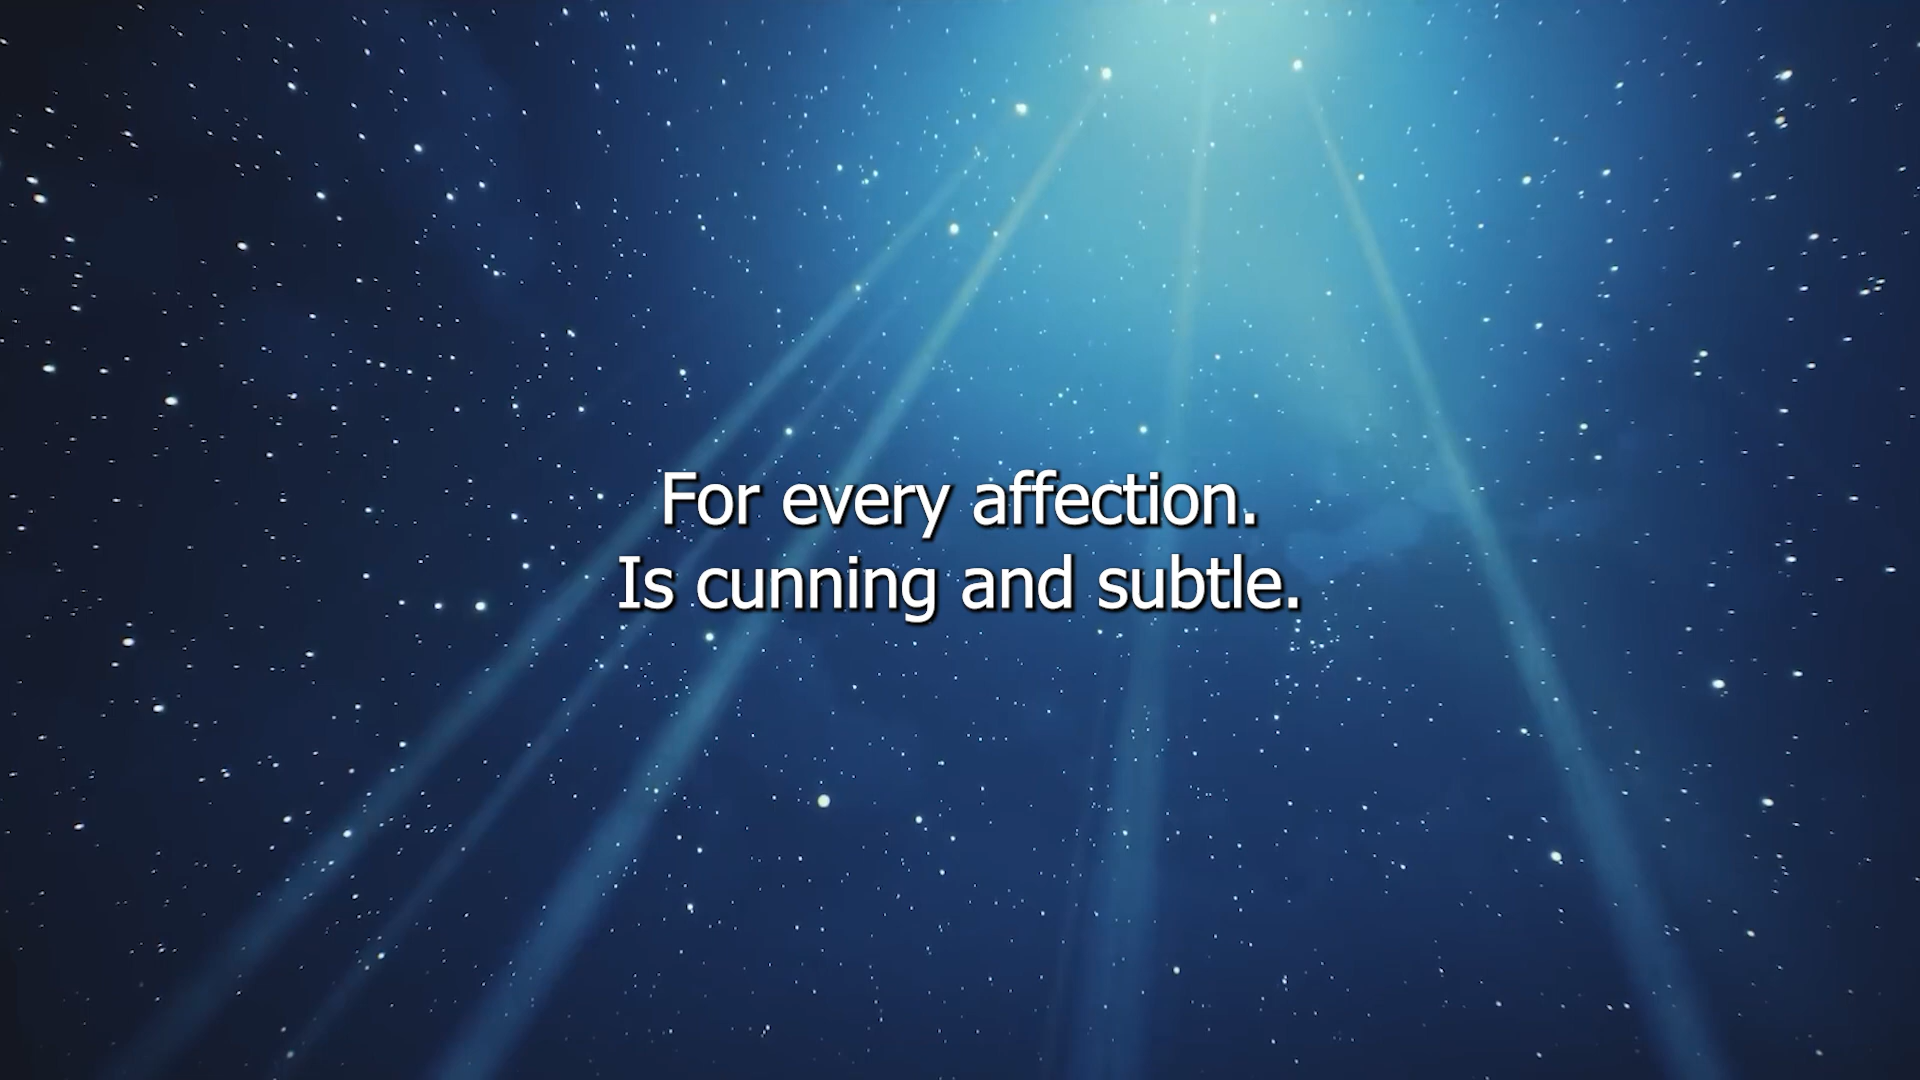 For every affection.
Is cunning and subtle.